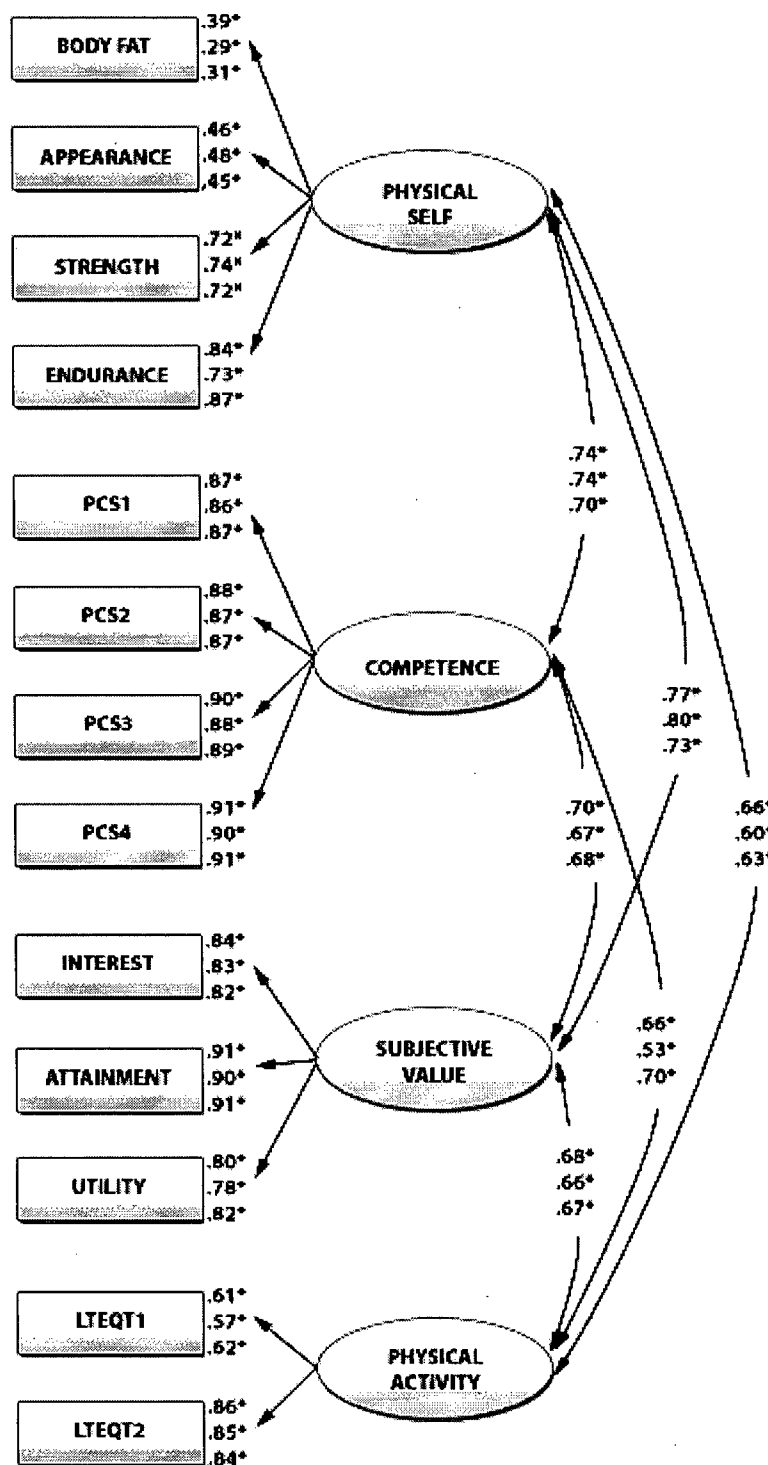 .39*
BODY FAT .29*
.31*
.46*
APPEARANCE .48*
.45*
PHYSICAL
SELF
.72*
STRENGTH .74*
.72*
.84*
ENDURANCE .73*
.87*
.74*
.74*
.70*
.87*
PCS1 .86*
.87*
.88*
PCS2 .87*
.87*
COMPETENCE
.90*
PCS3 .88*
.89*
.77*
.80*
.73*
.91*
PCS4 .90*
.91*
.70*
.67*
.68*
.66*
.60*
.63*
.84*
INTEREST .83*
.82*
.91*
ATTAINMENT .90*
.91*
SUBJECTIVE
VALUE
.66*
.53*
.70*
.80*
UTILITY .78*
.82*
.68*
.66*
.67*
.61*
LTEQT1 .57*
.62*
PHYSICAL
ACTIVITY
.86*
LTEQT2 .85*
.84*